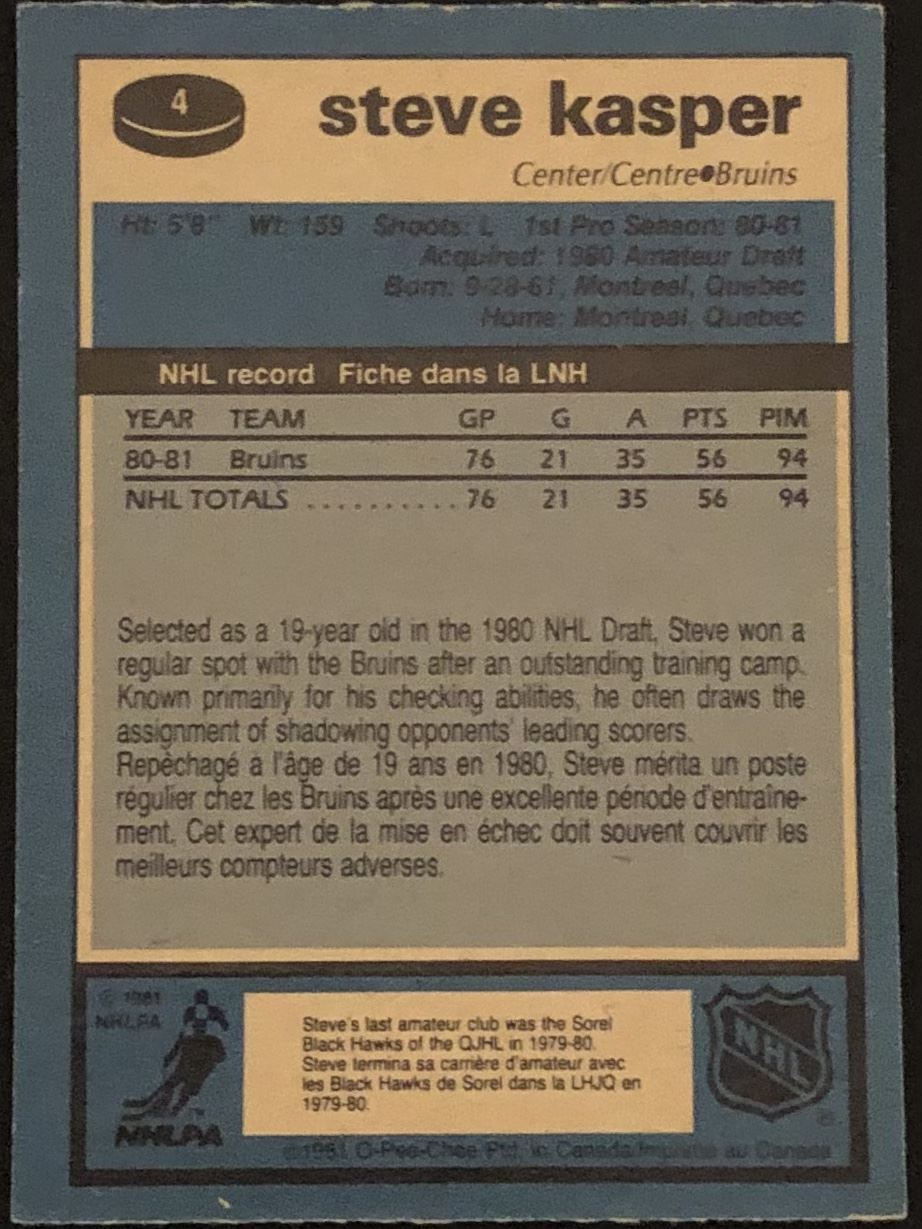 4
steve kasper
Center/Centre●Bruins
Ht: 5'8" Wt: 159 Shoots: L 1st Pro Season: 80-81
Acquired: 1980 Amateur Draft
Born: 9-28-61, Montreal, Quebec
Home: Montreal, Quebec
NHL record Fiche dans la LNH
YEAR TEAM GP G A PTS PIM
80-81 Bruins 76 21 35 56 94
NHL TOTALS .......... 76 21 35 56 94
Selected as a 19-year old in the 1980 NHL Draft, Steve won a
regular spot with the Bruins after an outstanding training camp.
Known primarily for his checking abilities, he often draws the
assignment of shadowing opponents' leading scorers.
Repêchagé à l'âge de 19 ans en 1980, Steve mérita un poste
régulier chez les Bruins après une excellente période d'entraîne-
ment. Cet expert de la mise en échec doit souvent couvrir les
meilleurs compteurs adverses.
© 1981
NHLPA
NHLPA
TM
Steve's last amateur club was the Sorel
Black Hawks of the QJHL in 1979-80.
Steve termina sa carrière d'amateur avec
les Black Hawks de Sorel dans la LHJQ en
1979-80.
NHL
®
©1981 O-Pee-Chee Ptd. in Canada/Imprimé au Canada